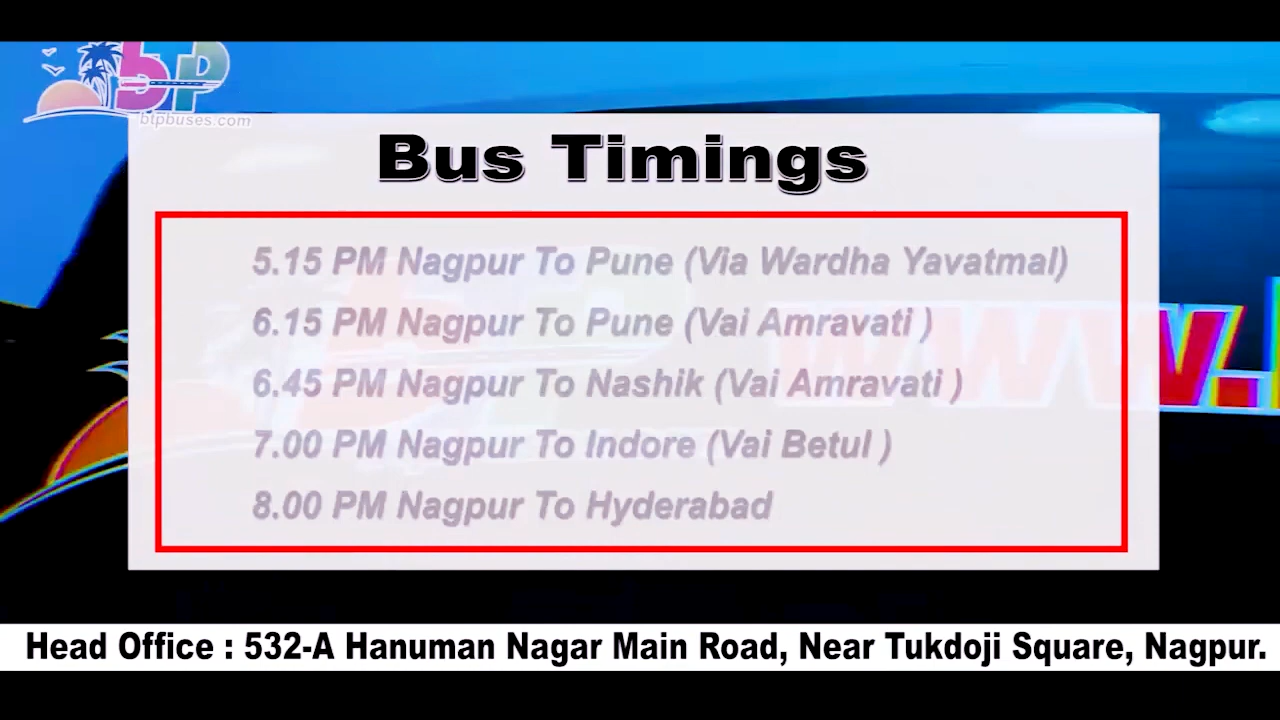 btp
btpbuses.com
Bus Timings
5.15 PM Nagpur To Pune (Via Wardha Yavatmal)
6.15 PM Nagpur To Pune (Vai Amravati )
6.45 PM Nagpur To Nashik (Vai Amravati )
7.00 PM Nagpur To Indore (Vai Betul )
8.00 PM Nagpur To Hyderabad
www.
Head Office : 532-A Hanuman Nagar Main Road, Near Tukdoji Square, Nagpur.